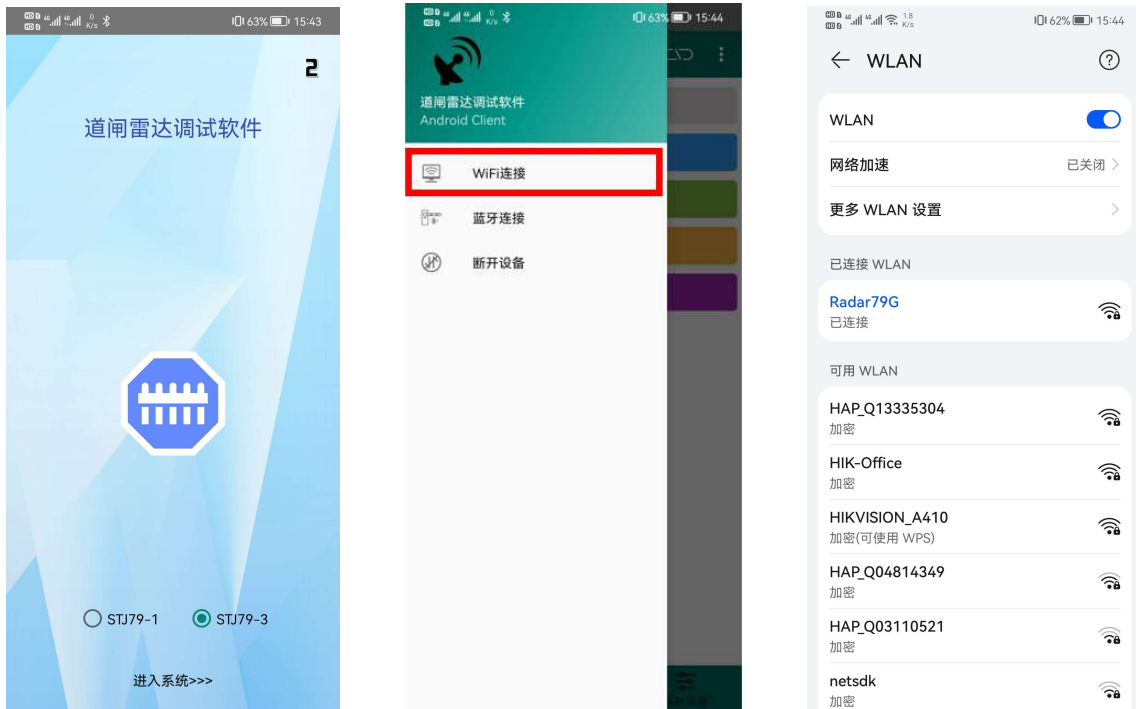 0 K/s 63% 15:43
2
道闸雷达调试软件
STJ79-1 STJ79-3
进入系统>>>
0 K/s 63% 15:44
道闸雷达调试软件
Android Client
WiFi连接
蓝牙连接
断开设备
1.8 K/s 62% 15:44
WLAN
WLAN
网络加速 已关闭
更多 WLAN 设置
已连接 WLAN
Radar79G
已连接
可用 WLAN
HAP_Q13335304
加密
HIK-Office
加密
HIKVISION_A410
加密(可使用 WPS)
HAP_Q04814349
加密
HAP_Q03110521
加密
netsdk
加密